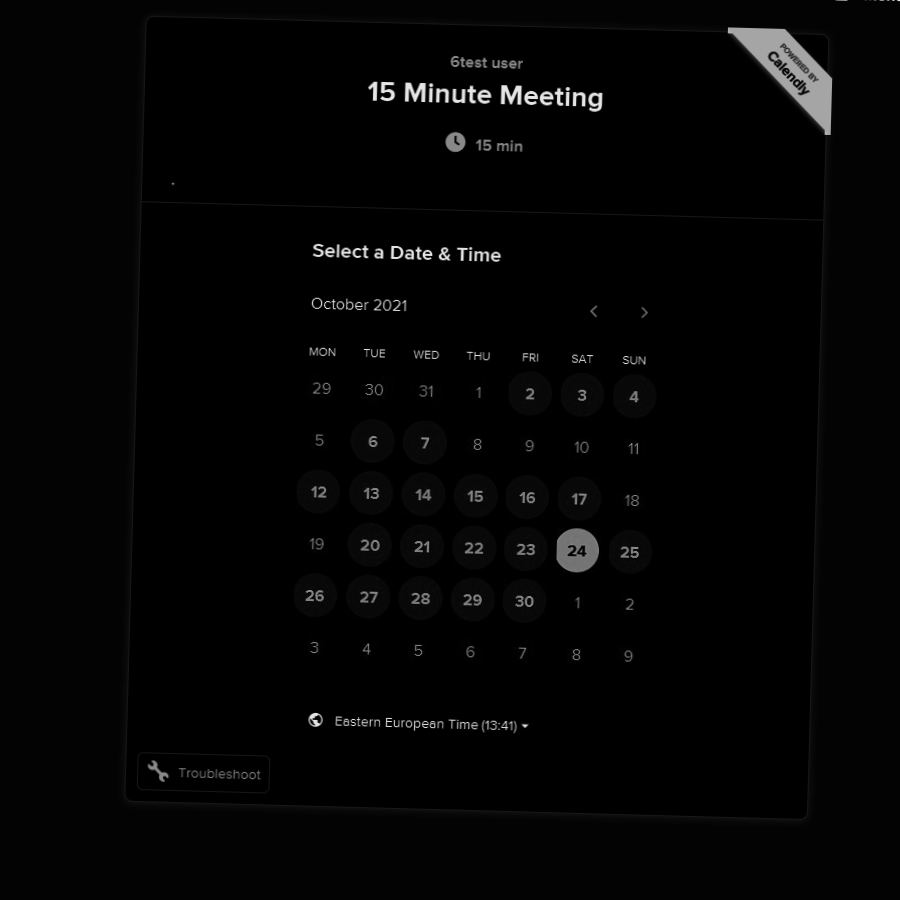 POWERED BY
Calendly
6test user
15 Minute Meeting
15 min
Select a Date & Time
October 2021
MON TUE WED THU FRI SAT SUN
29 30 31 1 2 3 4
5 6 7 8 9 10 11
12 13 14 15 16 17 18
19 20 21 22 23 24 25
26 27 28 29 30 1 2
3 4 5 6 7 8 9
Eastern European Time (13:41)
Troubleshoot